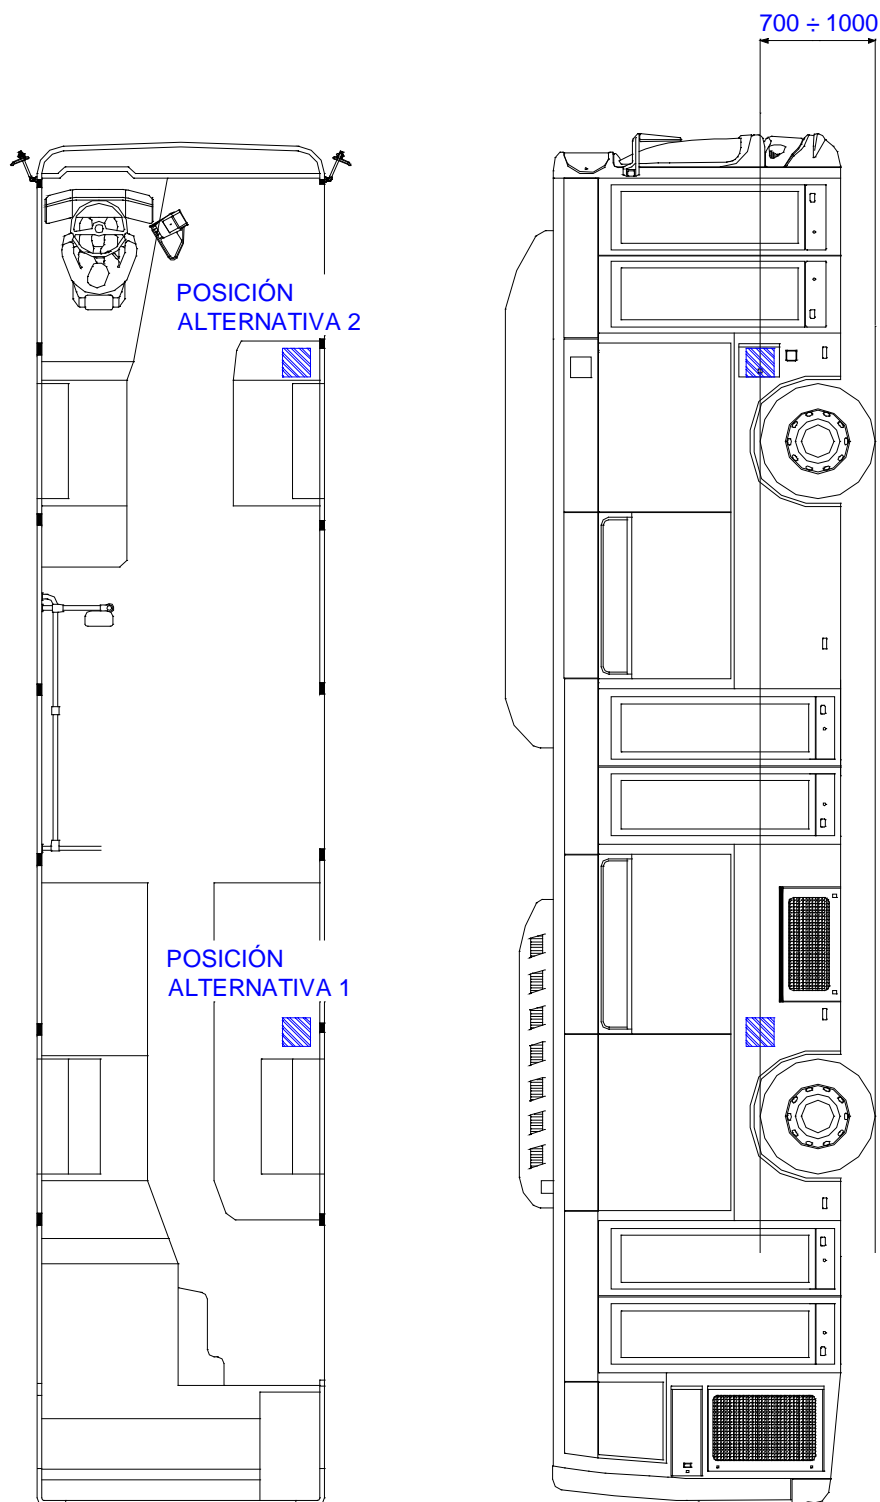 700 ÷ 1000
POSICIÓN
ALTERNATIVA 2
POSICIÓN
ALTERNATIVA 1